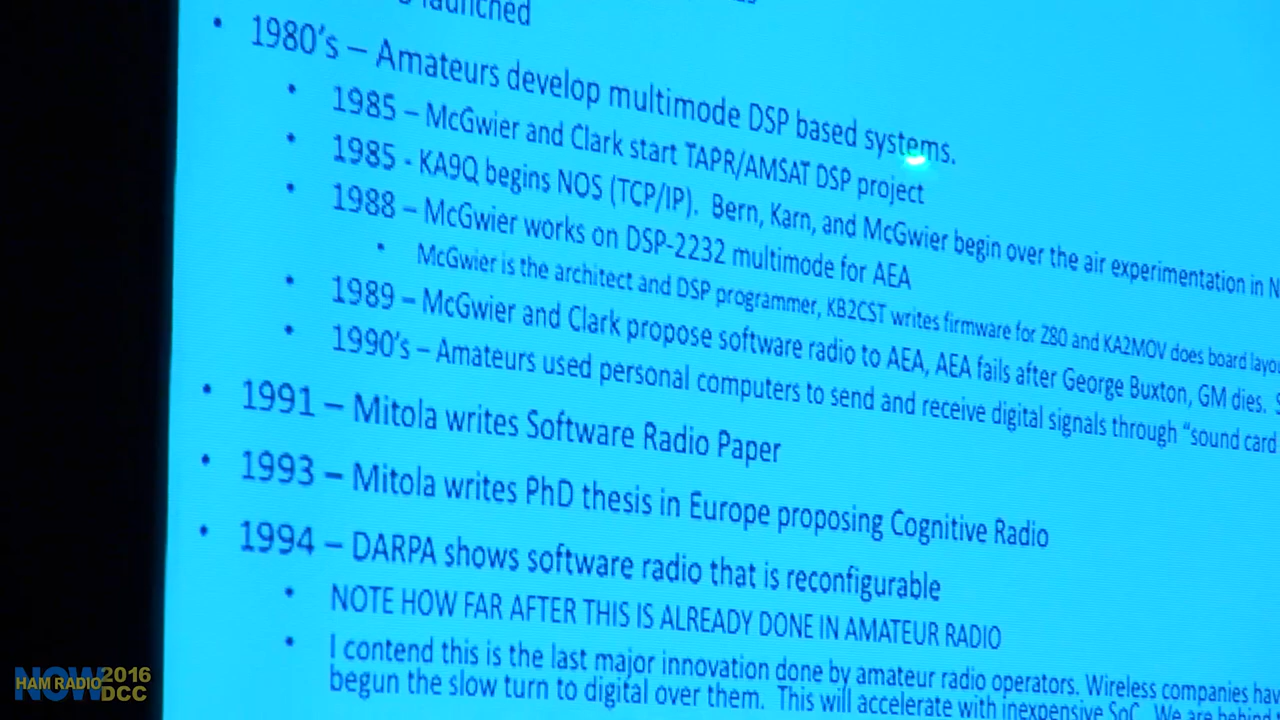 launched
• 1980's – Amateurs develop multimode DSP based systems.
• 1985 – McGwier and Clark start TAPR/AMSAT DSP project
• 1985 - KA9Q begins NOS (TCP/IP). Bern, Karn, and McGwier begin over the air experimentation in N
• 1988 – McGwier works on DSP-2232 multimode for AEA
• McGwier is the architect and DSP programmer, KB2CST writes firmware for Z80 and KA2MOV does board layo
• 1989 – McGwier and Clark propose software radio to AEA, AEA fails after George Buxton, GM dies.
• 1990's – Amateurs used personal computers to send and receive digital signals through “sound card
• 1991 – Mitola writes Software Radio Paper
• 1993 – Mitola writes PhD thesis in Europe proposing Cognitive Radio
• 1994 – DARPA shows software radio that is reconfigurable
• NOTE HOW FAR AFTER THIS IS ALREADY DONE IN AMATEUR RADIO
• I contend this is the last major innovation done by amateur radio operators. Wireless companies hav
begun the slow turn to digital over them. This will accelerate with inexpensive SoC. We are behind
HAM RADIO NOW 2016 DCC